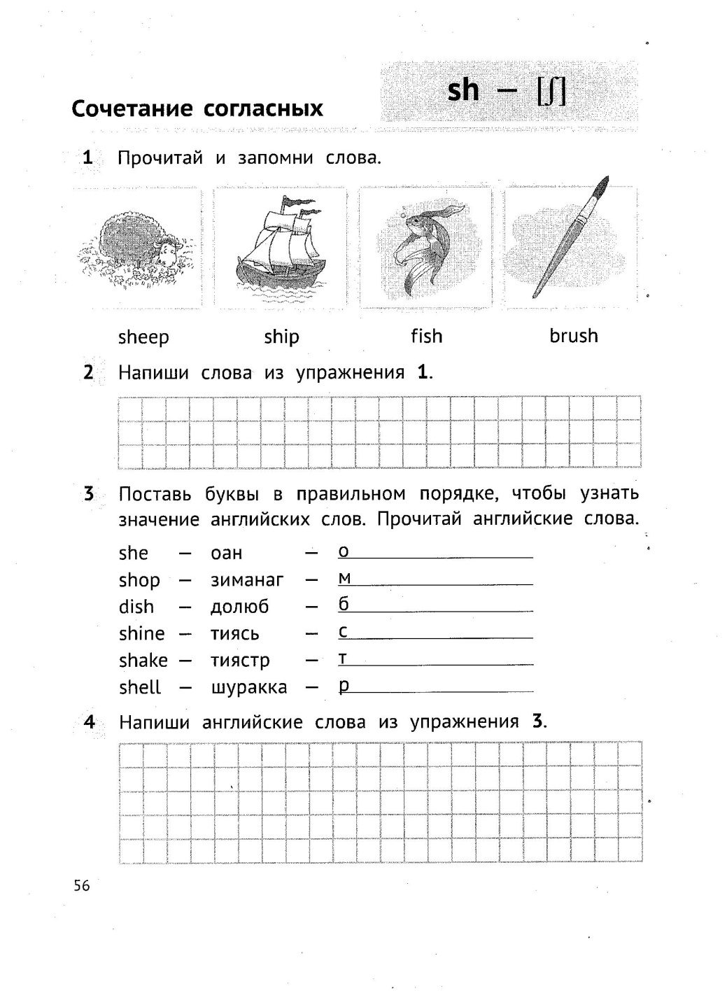 Сочетание согласных
sh – [ʃ]
1 Прочитай и запомни слова.
sheep ship fish brush
2 Напиши слова из упражнения 1.
3 Поставь буквы в правильном порядке, чтобы узнать
значение английских слов. Прочитай английские слова.
she – оан – о
shop – зиманаг – м
dish – долюб – б
shine – тиясь – с
shake – тиястр – т
shell – шуракка – р
4 Напиши английские слова из упражнения 3.
56